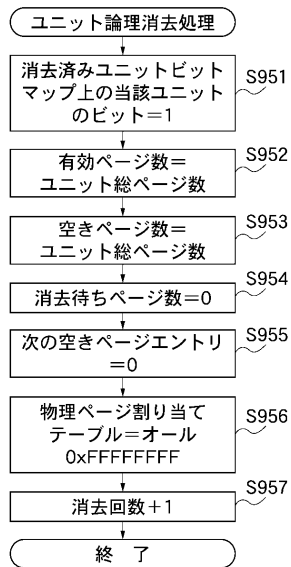 ユニット論理消去処理
消去済みユニットビット
マップ上の当該ユニット
のビット＝1
S951
有効ページ数＝
ユニット総ページ数
S952
空きページ数＝
ユニット総ページ数
S953
消去待ちページ数＝0
S954
次の空きページエントリ
＝0
S955
物理ページ割り当て
テーブル＝オール
0xFFFFFFFF
S956
消去回数＋1
S957
終 了